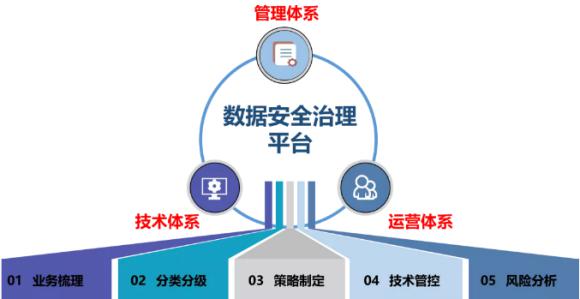 管理体系
数据安全治理
平台
技术体系
运营体系
01 业务梳理
02 分类分级
03 策略制定
04 技术管控
05 风险分析